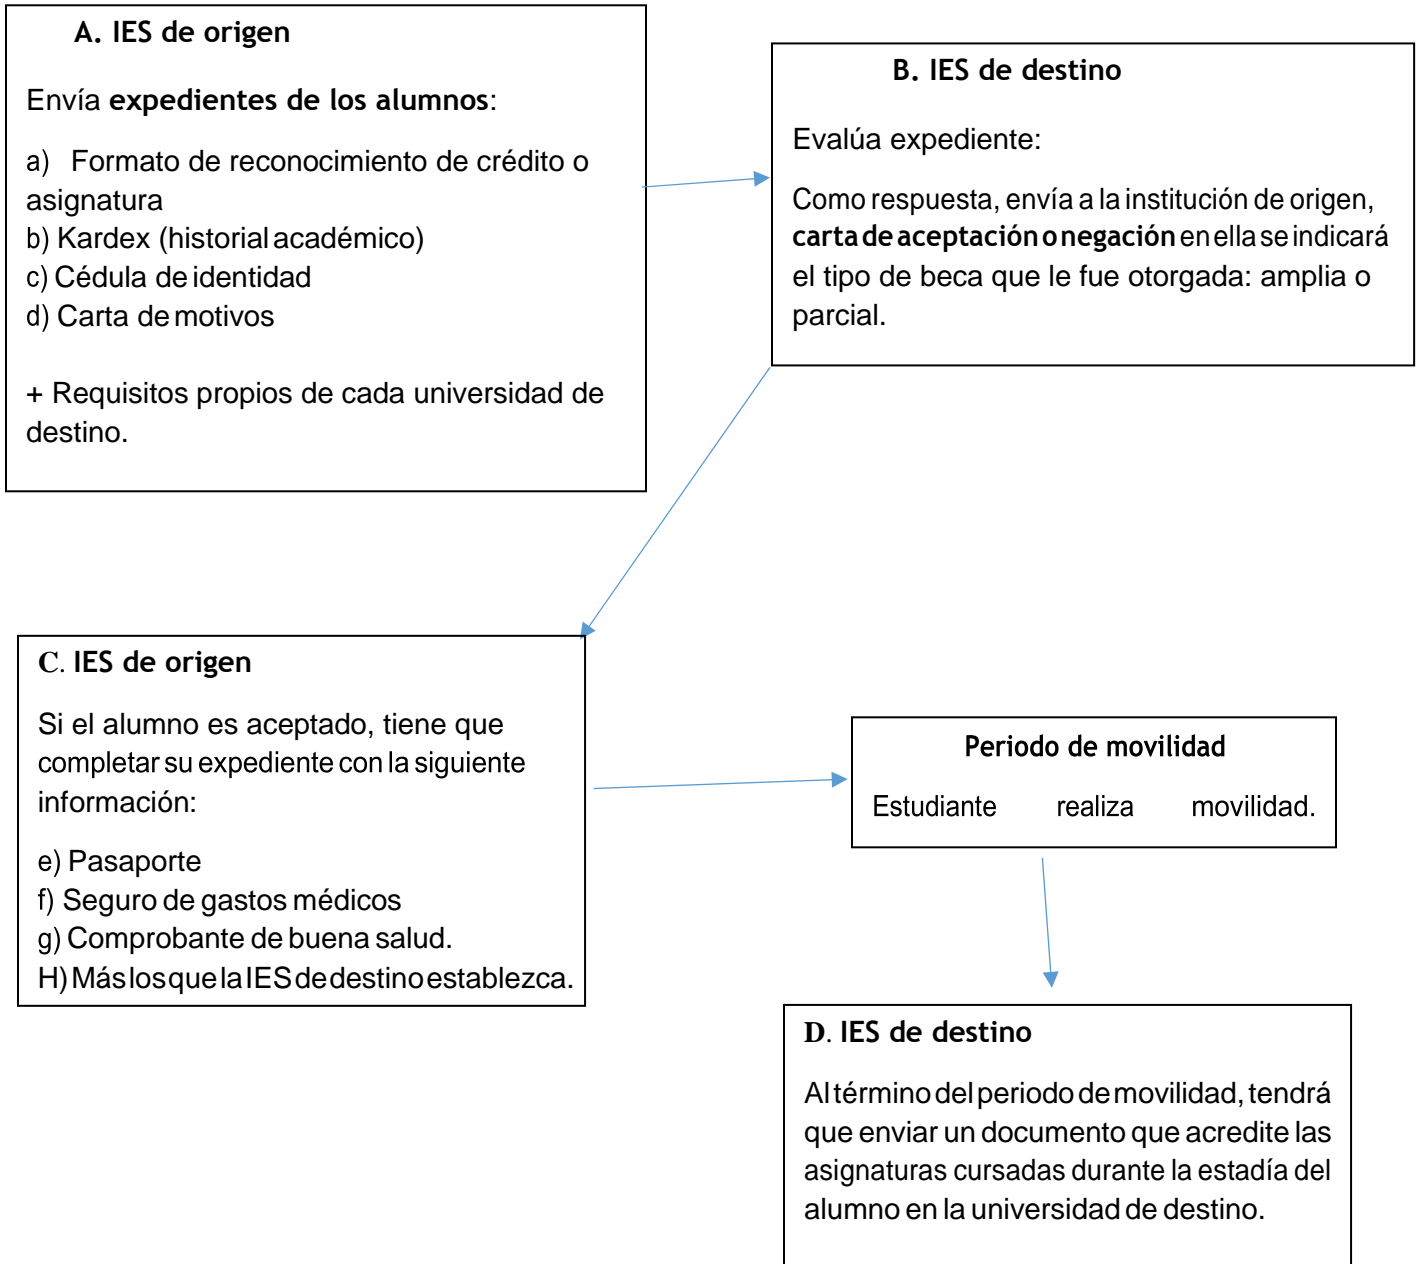 A. IES de origen
Envía expedientes de los alumnos:
a) Formato de reconocimiento de crédito o
asignatura
b) Kardex (historial académico)
c) Cédula de identidad
d) Carta de motivos
+ Requisitos propios de cada universidad de
destino.
B. IES de destino
Evalúa expediente:
Como respuesta, envía a la institución de origen,
carta de aceptación o negación en ella se indicará
el tipo de beca que le fue otorgada: amplia o
parcial.
C. IES de origen
Si el alumno es aceptado, tiene que
completar su expediente con la siguiente
información:
e) Pasaporte
f) Seguro de gastos médicos
g) Comprobante de buena salud.
H) Más los que la IES de destino establezca.
Periodo de movilidad
Estudiante realiza movilidad.
D. IES de destino
Al término del periodo de movilidad, tendrá
que enviar un documento que acredite las
asignaturas cursadas durante la estadía del
alumno en la universidad de destino.